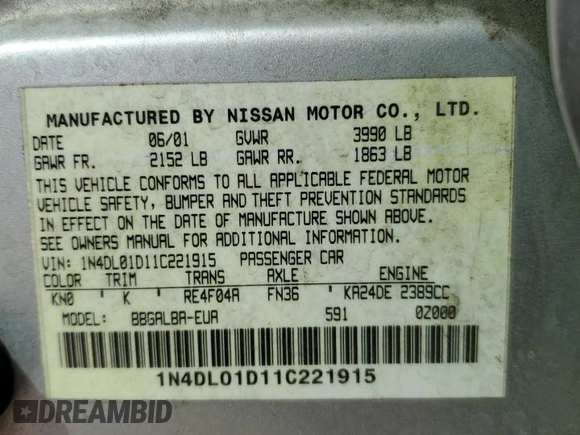 MANUFACTURED BY NISSAN MOTOR CO., LTD.
DATE 06/01 GVWR 3990 LB
GAWR FR. 2152 LB GAWR RR. 1863 LB
THIS VEHICLE CONFORMS TO ALL APPLICABLE FEDERAL MOTOR
VEHICLE SAFETY, BUMPER AND THEFT PREVENTION STANDARDS
IN EFFECT ON THE DATE OF MANUFACTURE SHOWN ABOVE.
SEE OWNERS MANUAL FOR ADDITIONAL INFORMATION.
VIN: 1N4DL01D11C221915 PASSENGER CAR
COLOR TRIM TRANS AXLE ENGINE
KN0 K RE4F04A FN36 KA24DE 2389CC
MODEL: BBGALBA-EUA 591 0Z000
1N4DL01D11C221915
DREAMBID